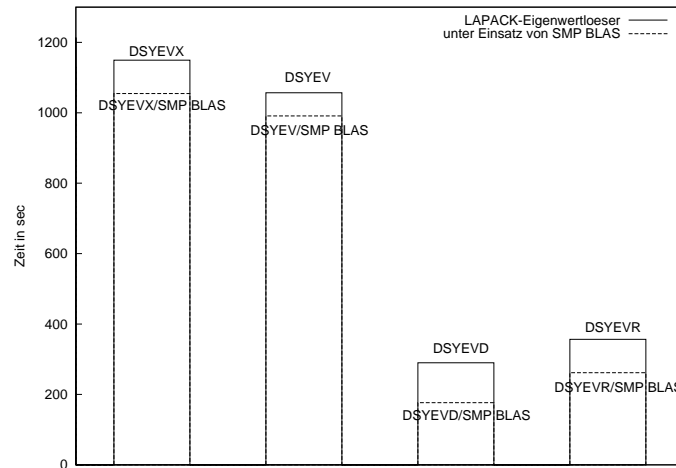 LAPACK-Eigenwertloeser
unter Einsatz von SMP BLAS
1200
1000
800
600
400
200
0
Zeit in sec
DSYEVX
DSYEVX/SMP BLAS
DSYEV
DSYEV/SMP BLAS
DSYEVD
DSYEVD/SMP BLAS
DSYEVR
DSYEVR/SMP BLAS